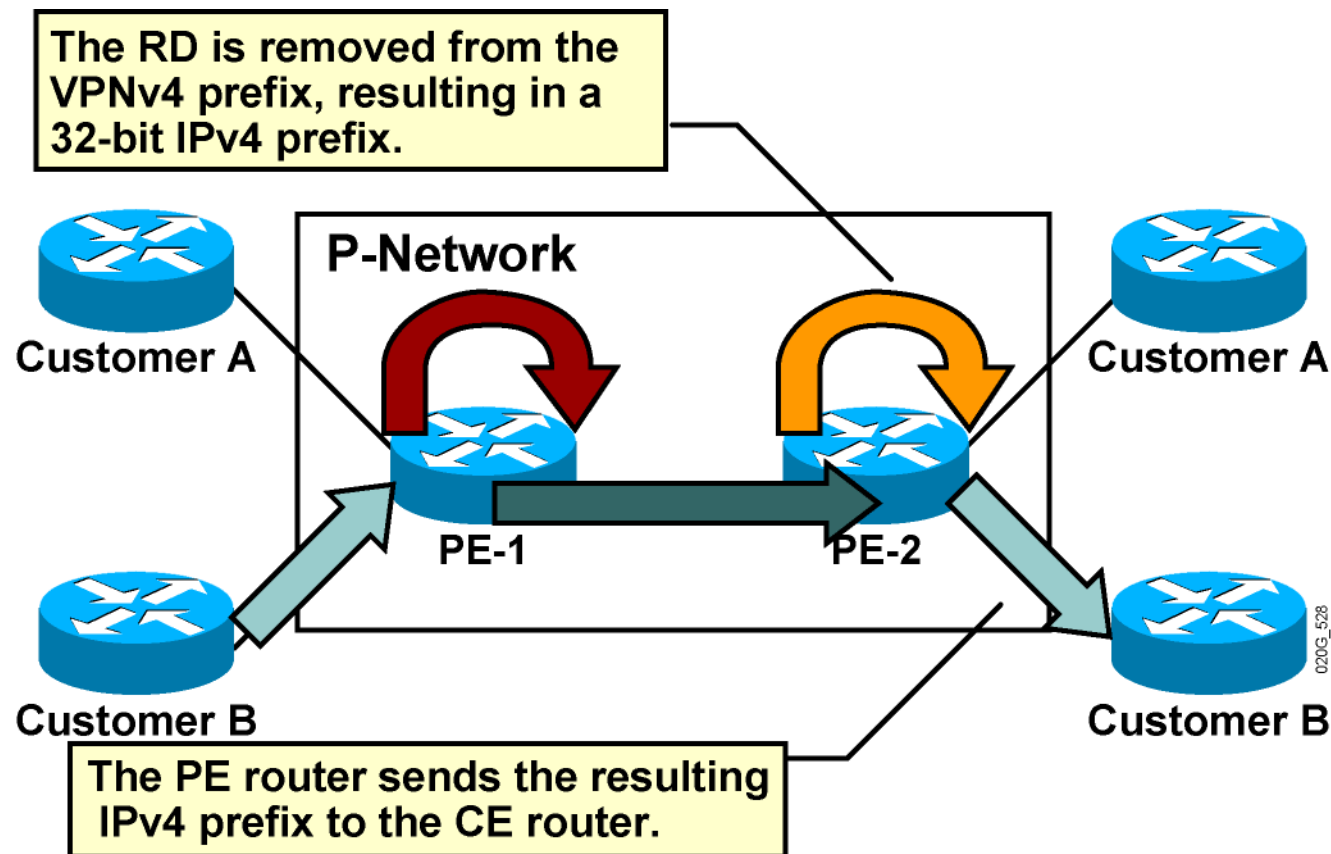 The RD is removed from the
VPNv4 prefix, resulting in a
32-bit IPv4 prefix.
P-Network
Customer A
Customer A
PE-1
PE-2
Customer B
Customer B
020G_528
The PE router sends the resulting
IPv4 prefix to the CE router.